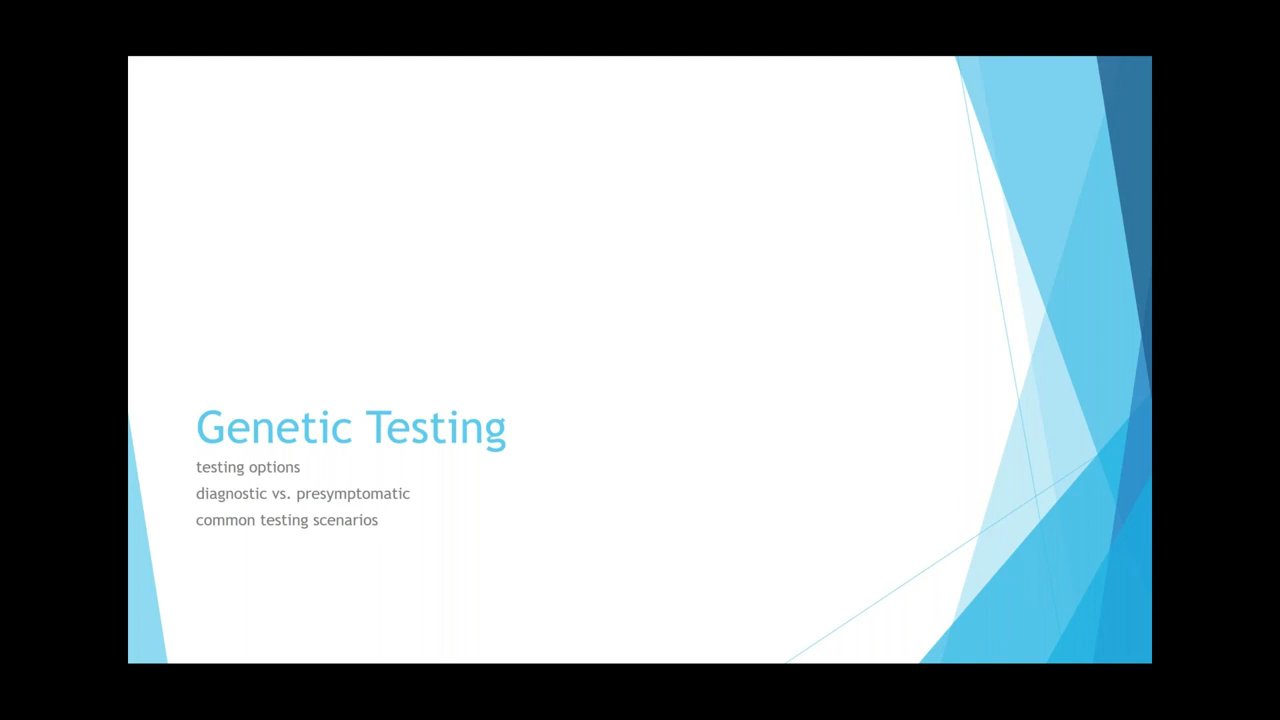 Genetic Testing
testing options
diagnostic vs. presymptomatic
common testing scenarios